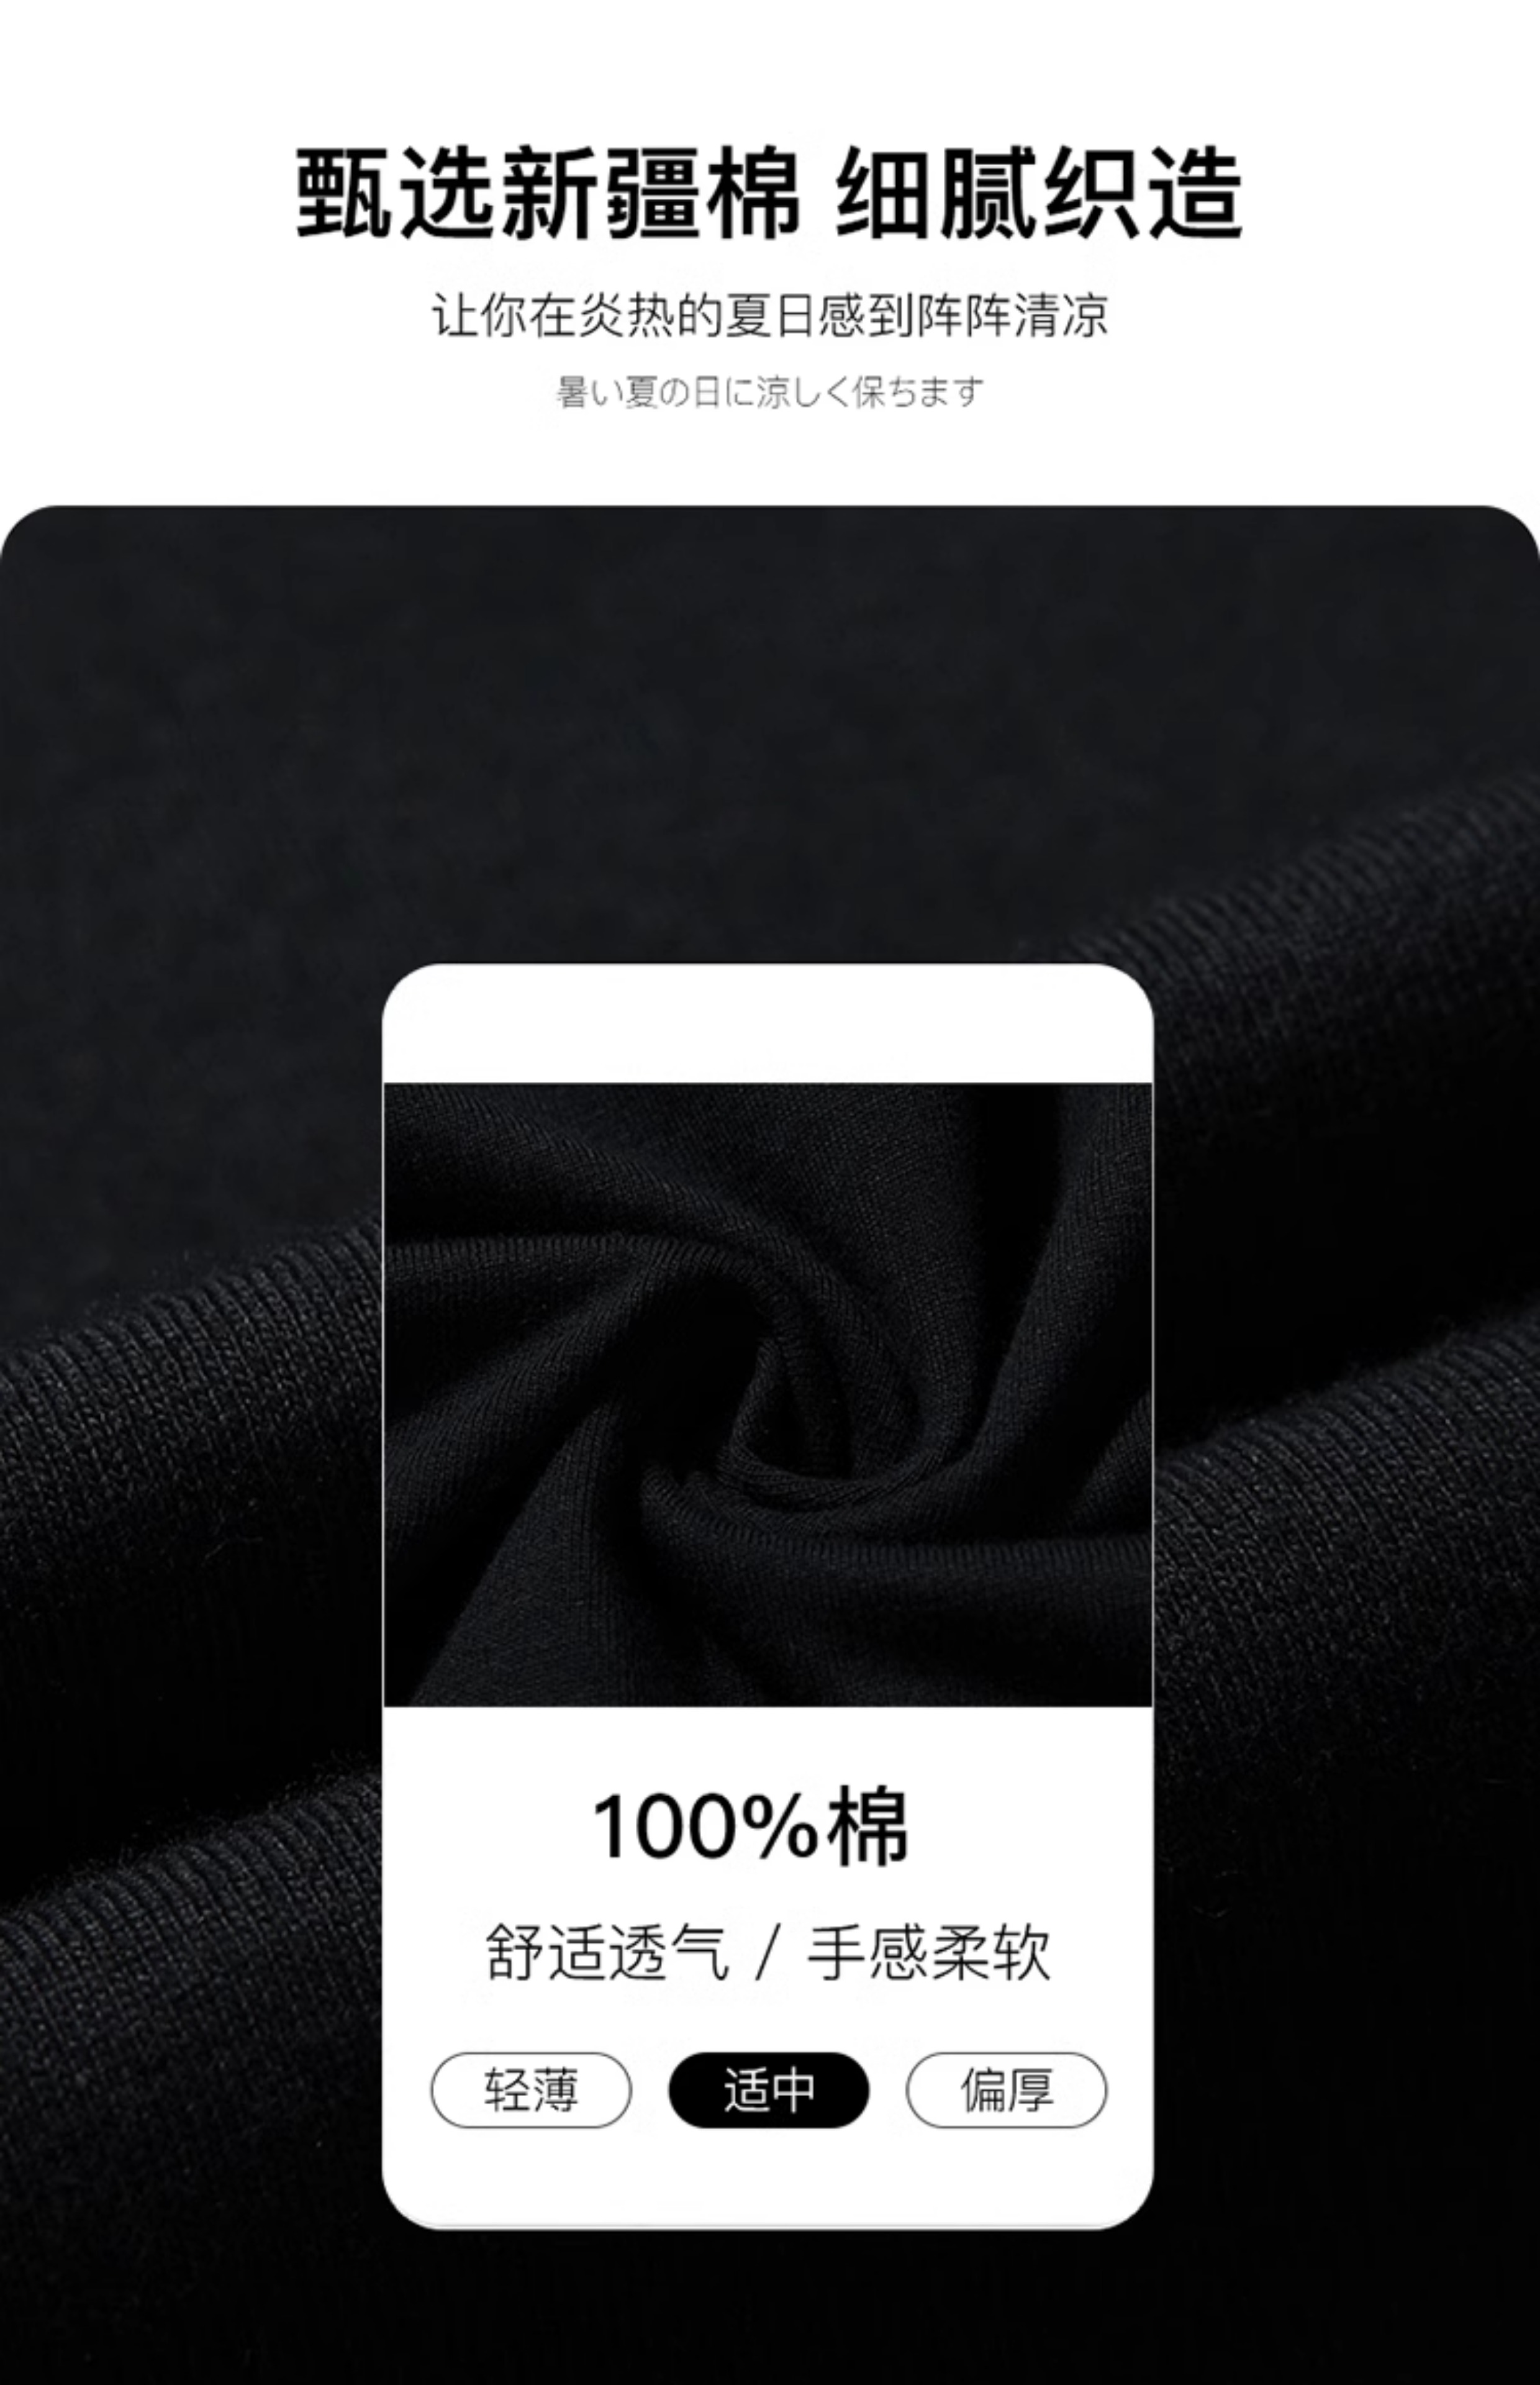 甄选新疆棉 细腻织造
让你在炎热的夏日感到阵阵清凉
暑い夏の日に涼しく保ちます
100%棉
舒适透气 / 手感柔软
轻薄 适中 偏厚